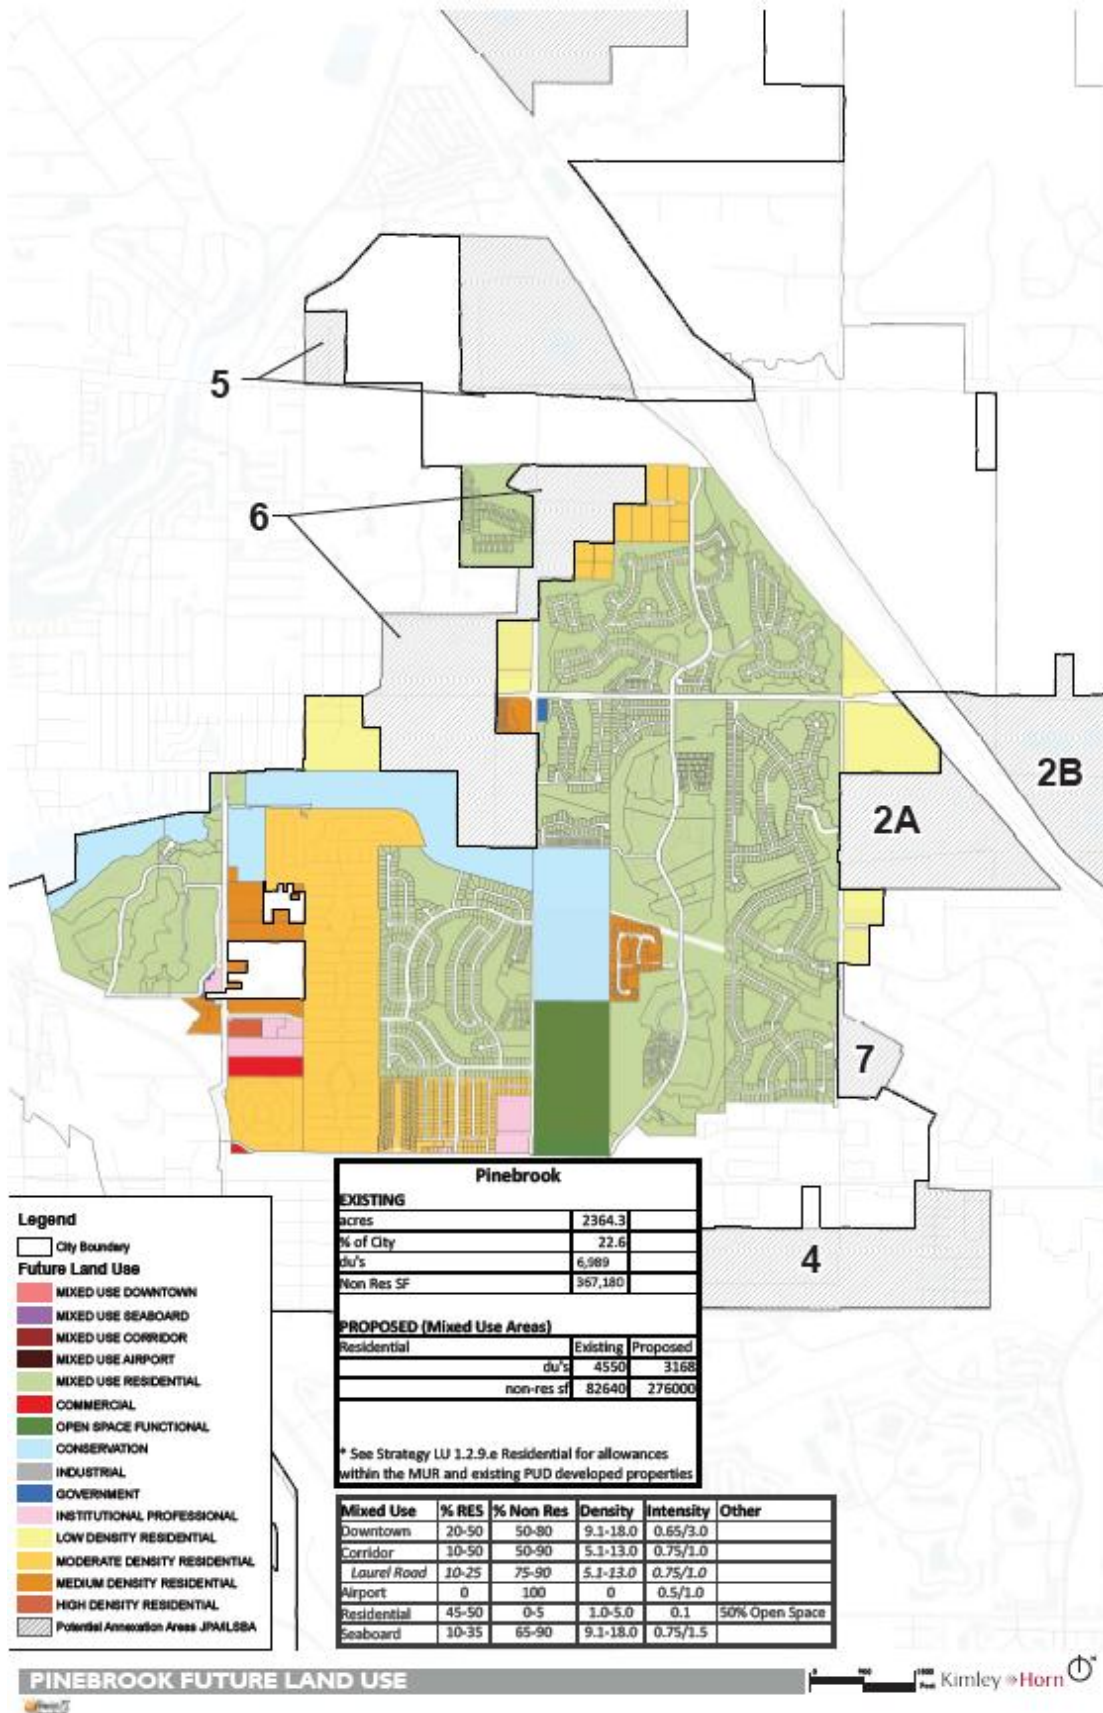 5
6
2B
2A
7
4
Pinebrook
EXISTING
acres 2364.3
% of City 22.6
du's 6,989
Non Res SF 367,180
PROPOSED (Mixed Use Areas)
Residential Existing Proposed
du's 4550 3168
non-res sf 82640 276000
* See Strategy LU 1.2.9.e Residential for allowances
within the MUR and existing PUD developed properties
Legend
City Boundary
Future Land Use
MIXED USE DOWNTOWN
MIXED USE SEABOARD
MIXED USE CORRIDOR
MIXED USE AIRPORT
MIXED USE RESIDENTIAL
COMMERCIAL
OPEN SPACE FUNCTIONAL
CONSERVATION
INDUSTRIAL
GOVERNMENT
INSTITUTIONAL PROFESSIONAL
LOW DENSITY RESIDENTIAL
MODERATE DENSITY RESIDENTIAL
MEDIUM DENSITY RESIDENTIAL
HIGH DENSITY RESIDENTIAL
Potential Annexation Areas JPA/ILSBA
Mixed Use % RES % Non Res Density Intensity Other
Downtown 20-50 50-80 9.1-18.0 0.65/3.0
Corridor 10-50 50-90 5.1-13.0 0.75/1.0
Laurel Road 10-25 75-90 5.1-13.0 0.75/1.0
Airport 0 100 0 0.5/1.0
Residential 45-50 0-5 1.0-5.0 0.1 50% Open Space
Seaboard 10-35 65-90 9.1-18.0 0.75/1.5
PINEBROOK FUTURE LAND USE
0 900
Feet
Kimley Horn